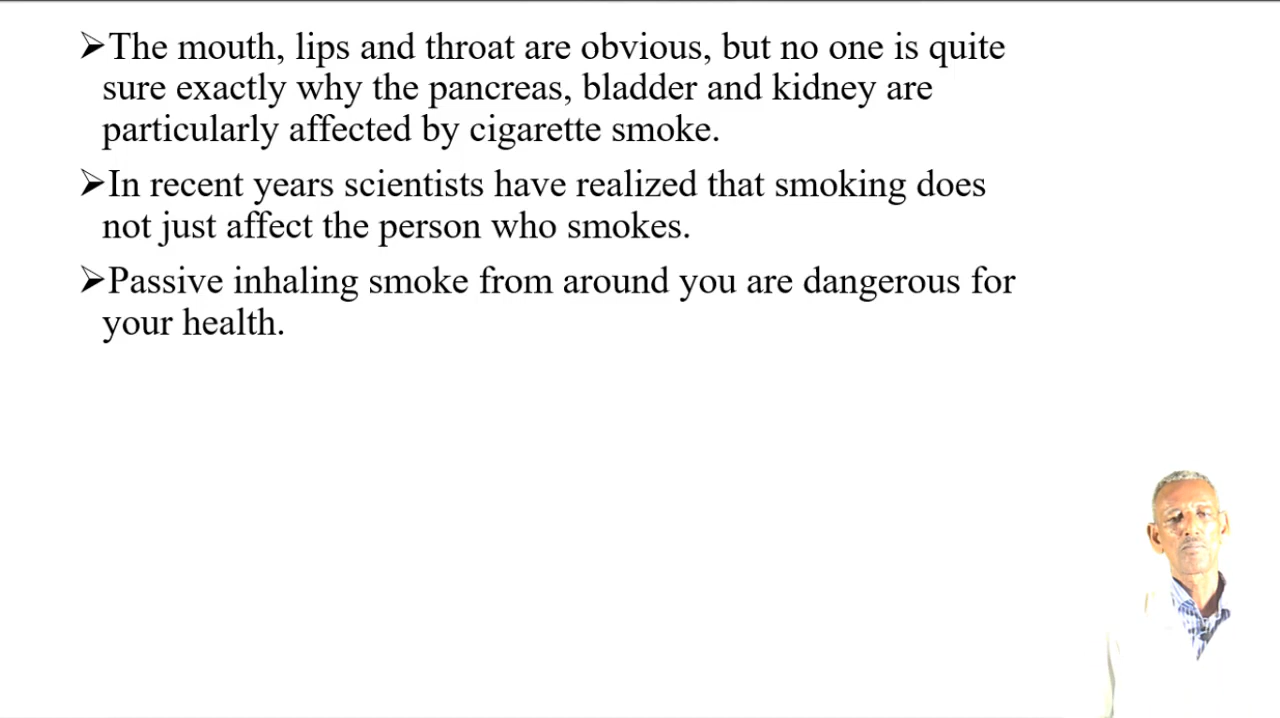 ➢The mouth, lips and throat are obvious, but no one is quite
sure exactly why the pancreas, bladder and kidney are
particularly affected by cigarette smoke.
➢In recent years scientists have realized that smoking does
not just affect the person who smokes.
➢Passive inhaling smoke from around you are dangerous for
your health.